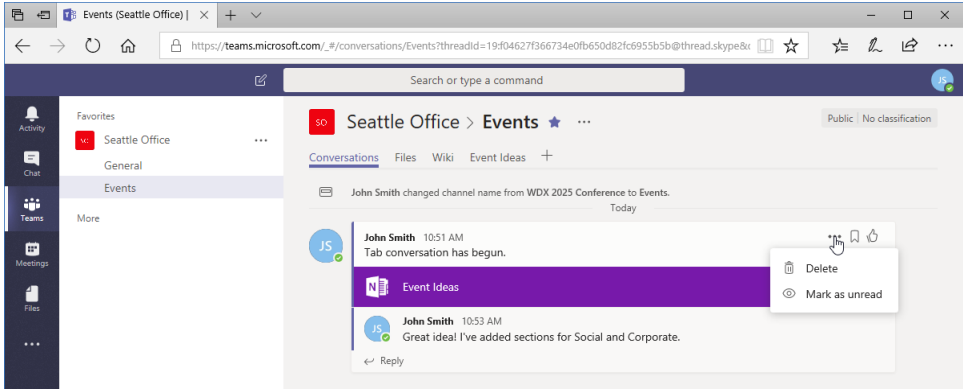 Events (Seattle Office) |
https://teams.microsoft.com/_#/conversations/Events?threadId=19:f04627f366734e0fb650d82fc6955b5b@thread.skype&
Search or type a command
JS
Activity
Chat
Teams
Meetings
Files
Favorites
SO Seattle Office
General
Events
More
SO Seattle Office > Events
Public | No classification
Conversations Files Wiki Event Ideas
John Smith changed channel name from WDX 2025 Conference to Events.
Today
JS John Smith 10:51 AM
Tab conversation has begun.
N Event Ideas
Delete
Mark as unread
JS John Smith 10:53 AM
Great idea! I've added sections for Social and Corporate.
Reply